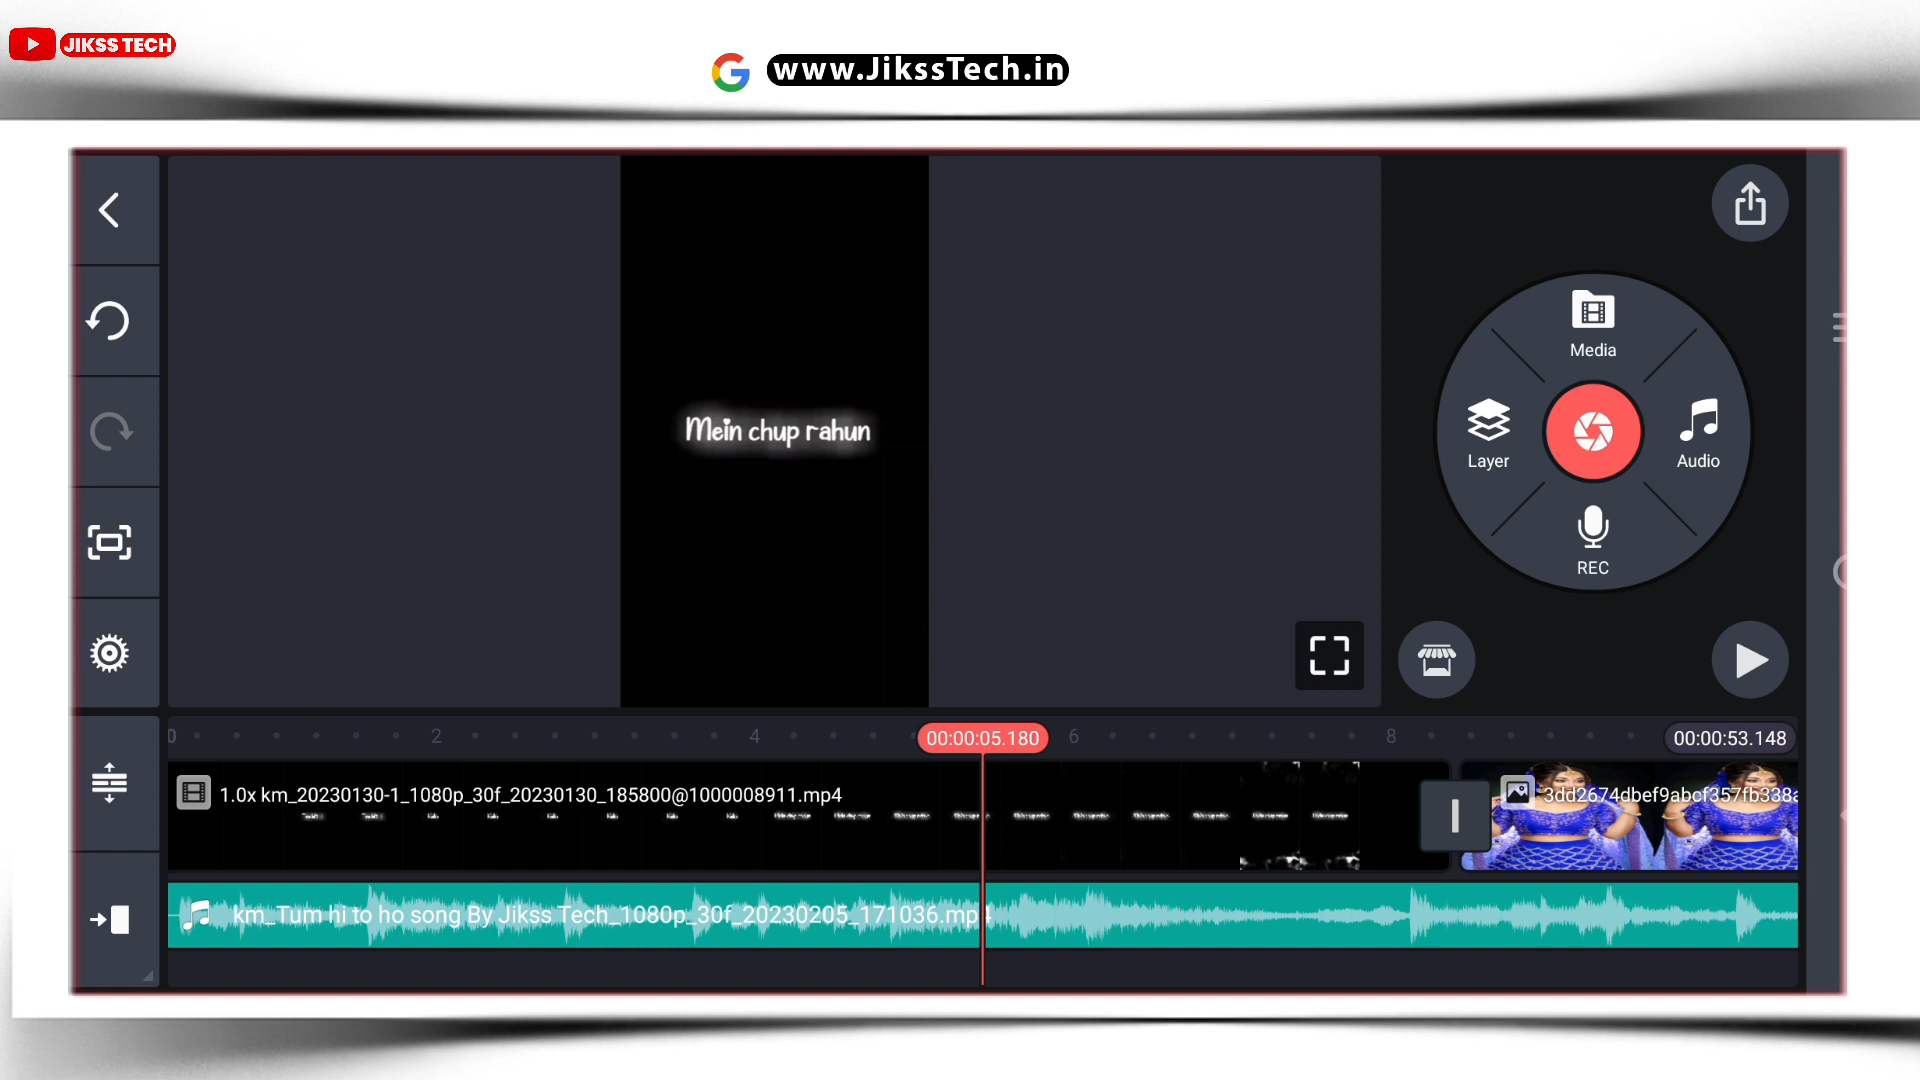 JIKSS TECH
www.JikssTech.in
Mein chup rahun
Media
Layer
Audio
REC
0
2
4
00:00:05.180
6
8
00:00:53.148
1.0x km_20230130-1_1080p_30f_20230130_185800@1000008911.mp4
3dd2674dbef9abcf357fb338a
km_Tum hi to ho song By Jikss Tech_1080p_30f_20230205_171036.mp4